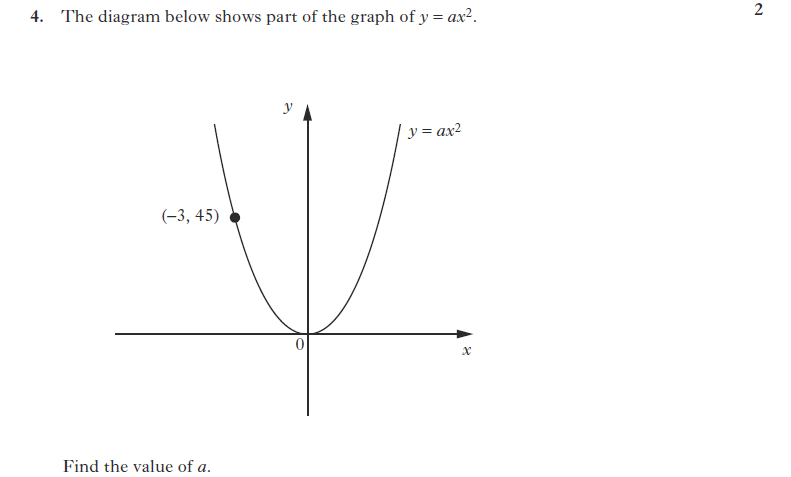 4. The diagram below shows part of the graph of y = ax². 2
y
y = ax²
(–3, 45)
0
x
Find the value of a.